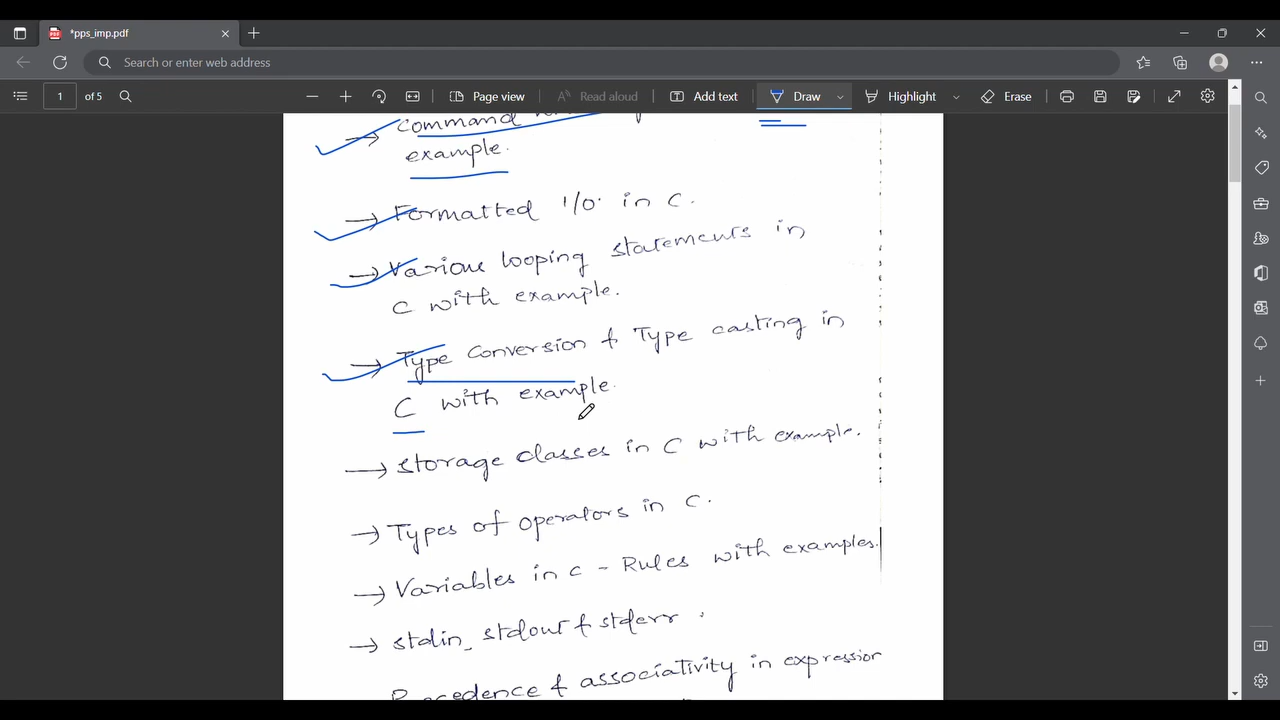 *pps_imp.pdf
Search or enter web address
1 of 5
Page view
Read aloud
Add text
Draw
Highlight
Erase
Command
example.
→ Formatted I/O in C.
→ Various looping statements in
C with example.
→ Type conversion & Type casting in
C with example.
→ storage classes in C with example.
→ Types of operators in C.
→ Variables in C - Rules with examples.
→ stdin, stdout & stderr.
Precedence & associativity in expression